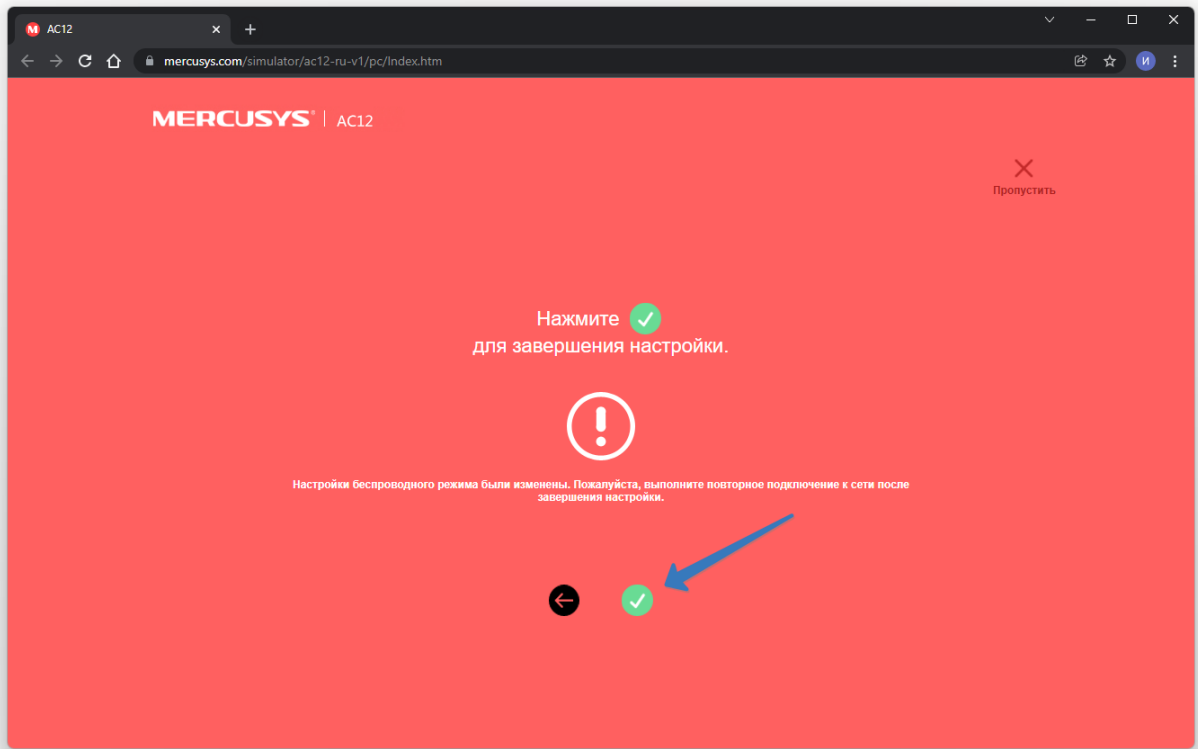 AC12
mercusys.com/simulator/ac12-ru-v1/pc/Index.htm
И
MERCUSYS® | AC12
Пропустить
Нажмите
для завершения настройки.
Настройки беспроводного режима были изменены. Пожалуйста, выполните повторное подключение к сети после
завершения настройки.